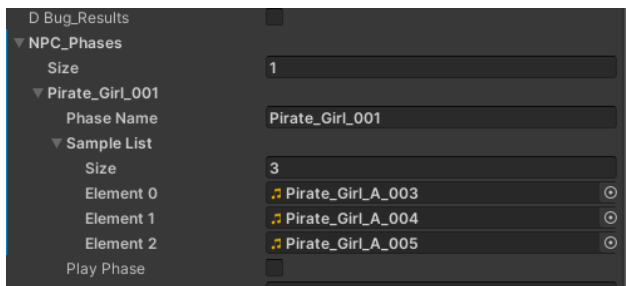 D Bug_Results
NPC_Phases
Size 1
Pirate_Girl_001
Phase Name Pirate_Girl_001
Sample List
Size 3
Element 0 Pirate_Girl_A_003
Element 1 Pirate_Girl_A_004
Element 2 Pirate_Girl_A_005
Play Phase